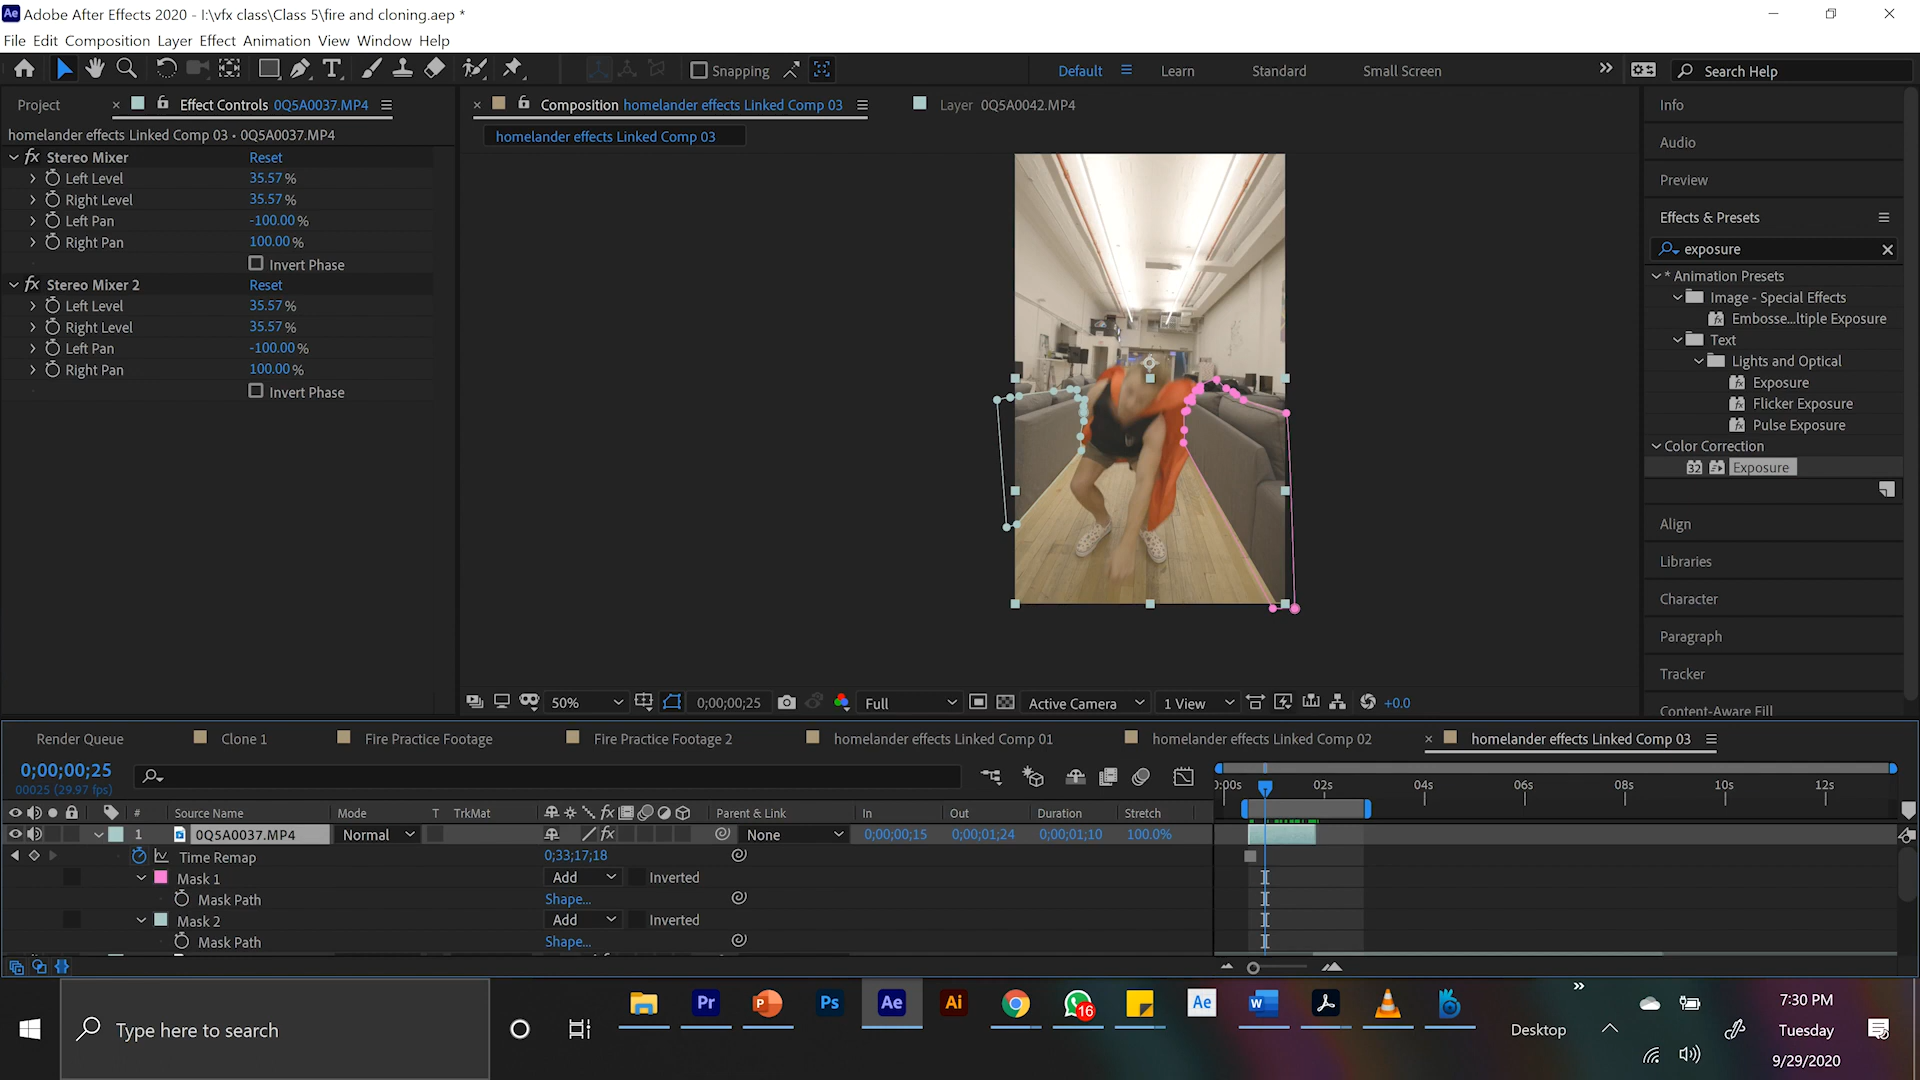 Adobe After Effects 2020 - I:\vfx class\Class 5\fire and cloning.aep *
File Edit Composition Layer Effect Animation View Window Help
Snapping
Default
Learn
Standard
Small Screen
Search Help
Project
Effect Controls 0Q5A0037.MP4
homelander effects Linked Comp 03 • 0Q5A0037.MP4
fx Stereo Mixer Reset
Left Level 35.57 %
Right Level 35.57 %
Left Pan -100.00 %
Right Pan 100.00 %
Invert Phase
fx Stereo Mixer 2 Reset
Left Level 35.57 %
Right Level 35.57 %
Left Pan -100.00 %
Right Pan 100.00 %
Invert Phase
Composition homelander effects Linked Comp 03
Layer 0Q5A0042.MP4
homelander effects Linked Comp 03
50%
0;00;00;25
Full
Active Camera
1 View
+0.0
Info
Audio
Preview
Effects & Presets
exposure
* Animation Presets
Image - Special Effects
Embosse...ltiple Exposure
Text
Lights and Optical
Exposure
Flicker Exposure
Pulse Exposure
Color Correction
32 Exposure
Align
Libraries
Character
Paragraph
Tracker
Content-Aware Fill
Render Queue
Clone 1
Fire Practice Footage
Fire Practice Footage 2
homelander effects Linked Comp 01
homelander effects Linked Comp 02
homelander effects Linked Comp 03
0;00;00;25
00025 (29.97 fps)
0:00s 02s 04s 06s 08s 10s 12s
# Source Name Mode T TrkMat fx Parent & Link In Out Duration Stretch
1 0Q5A0037.MP4 Normal fx None 0;00;00;15 0;00;01;24 0;00;01;10 100.0%
Time Remap 0;33;17;18
Mask 1 Add Inverted
Mask Path Shape...
Mask 2 Add Inverted
Mask Path Shape...
Type here to search
Pr
Ps
Ae
Ai
16
Ae
Desktop
7:30 PM
Tuesday
9/29/2020